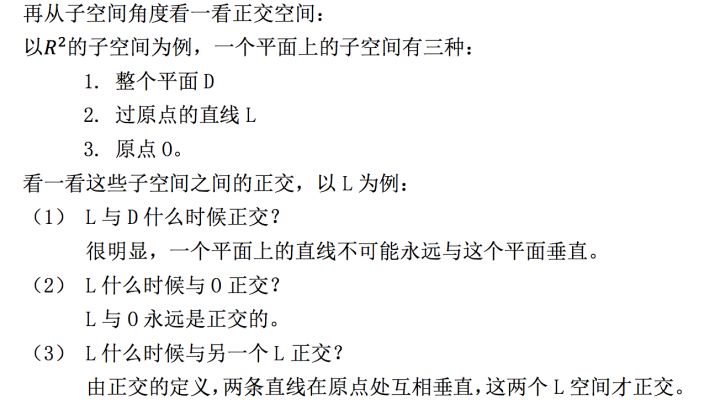 再从子空间角度看一看正交空间：
以R²的子空间为例，一个平面上的子空间有三种：
1. 整个平面 D
2. 过原点的直线 L
3. 原点 O。
看一看这些子空间之间的正交，以 L 为例：
（1） L 与 D 什么时候正交？
很明显，一个平面上的直线不可能永远与这个平面垂直。
（2） L 什么时候与 O 正交？
L 与 O 永远是正交的。
（3） L 什么时候与另一个 L 正交？
由正交的定义，两条直线在原点处互相垂直，这两个 L 空间才正交。